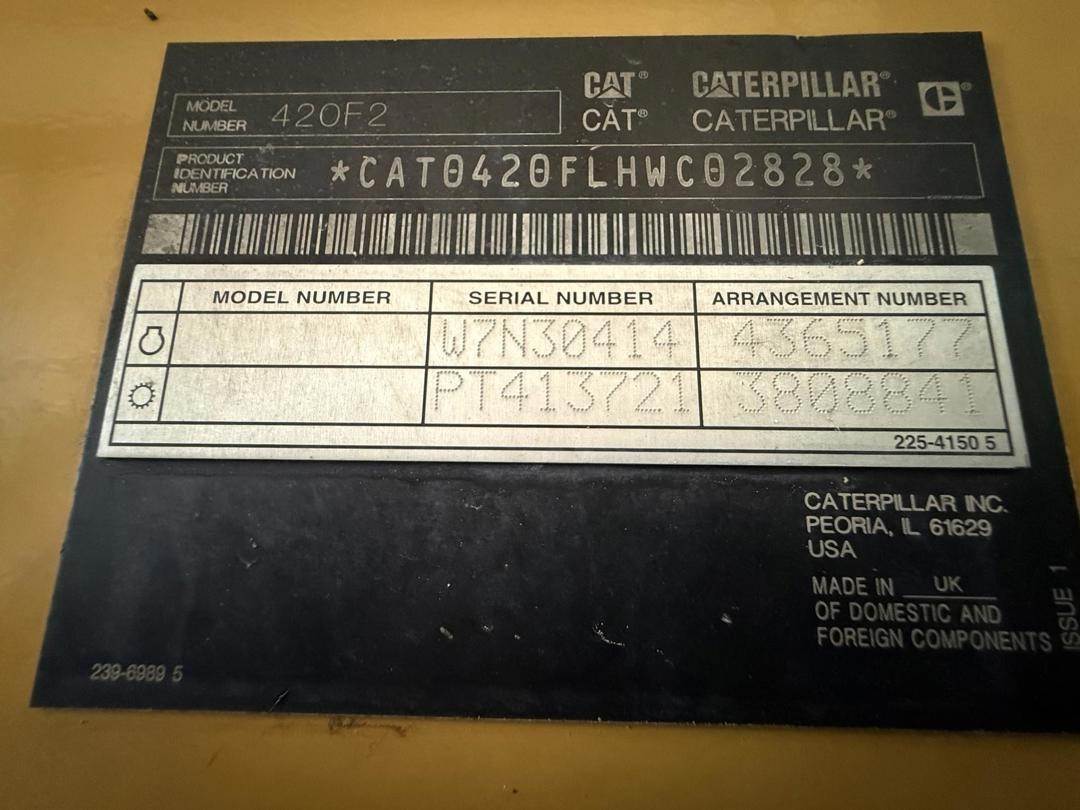 CAT® CATERPILLAR® ®
MODEL NUMBER 420F2 CAT® CATERPILLAR®
PRODUCT IDENTIFICATION NUMBER *CAT0420FLHWC02828*
MODEL NUMBER SERIAL NUMBER ARRANGEMENT NUMBER
W7N30414 4365177
PT413721 3808841
225-4150 5
CATERPILLAR INC.
PEORIA, IL 61629
USA
MADE IN UK
OF DOMESTIC AND
FOREIGN COMPONENTS
ISSUE 1
239-6989 5